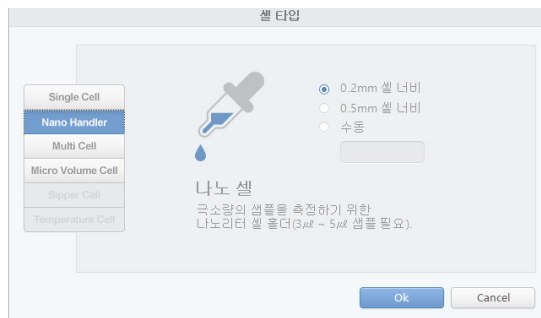 셀 타입
Single Cell
Nano Handler
Multi Cell
Micro Volume Cell
Sipper Cell
Temperature Cell
0.2mm 셀 너비
0.5mm 셀 너비
수동
나노 셀
극소량의 샘플을 측정하기 위한
나노리터 셀 홀더(3㎕ ~ 5㎕ 샘플 필요).
Ok
Cancel